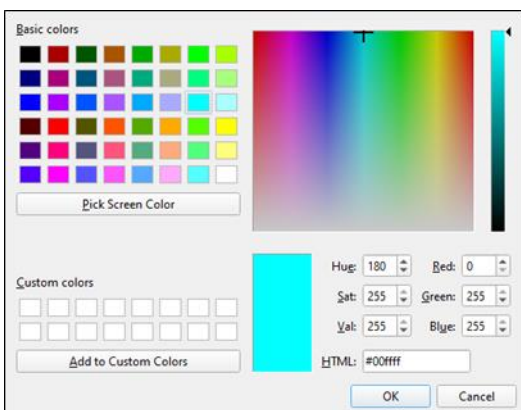 Basic colors
Pick Screen Color
Custom colors
Add to Custom Colors
Hue: 180 Red: 0
Sat: 255 Green: 255
Val: 255 Blue: 255
HTML: #00ffff
OK Cancel